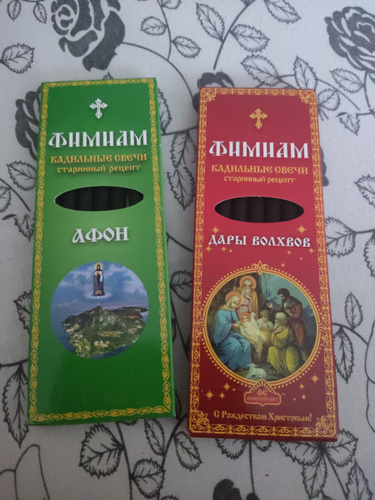 ФИМИАМ
КАДИЛЬНЫЕ СВЕЧИ
старинный рецепт
АФОН
ФИМИАМ
КАДИЛЬНЫЕ СВЕЧИ
старинный рецепт
ДАРЫ ВОЛХВОВ
С Рождеством Христовым!